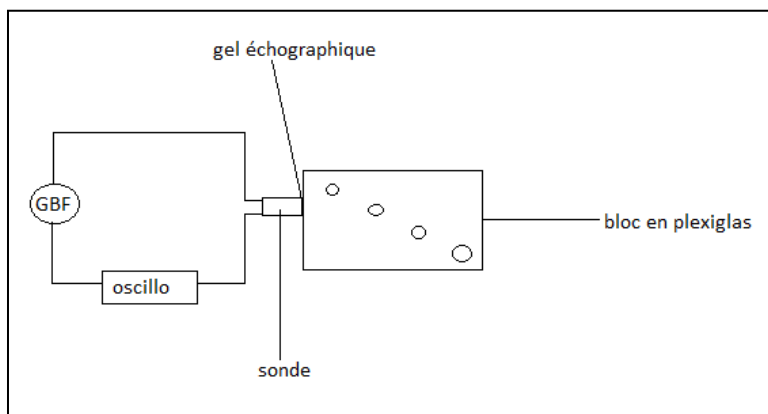 gel échographique
GBF
bloc en plexiglas
oscillo
sonde